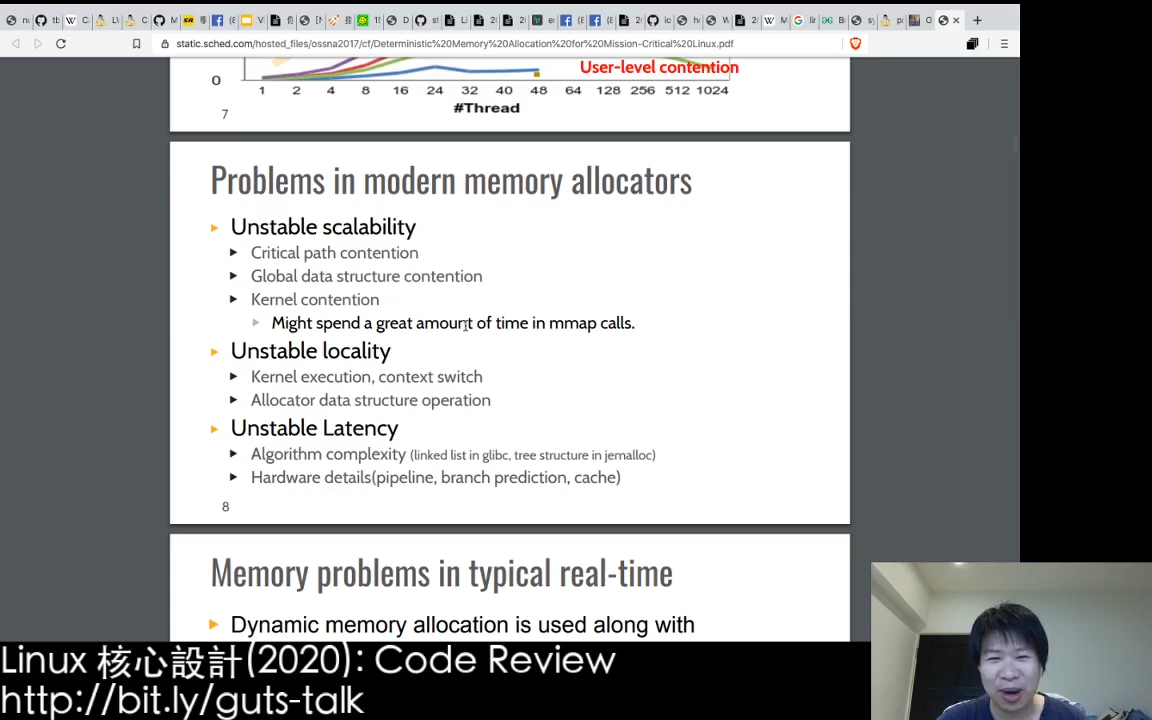 static.sched.com/hosted_files/ossna2017/cf/Deterministic%20Memory%20Allocation%20for%20Mission-Critical%20Linux.pdf
User-level contention
0
1 2 4 8 16 24 32 40 48 64 128 256 512 1024
#Thread
7
Problems in modern memory allocators
Unstable scalability
Critical path contention
Global data structure contention
Kernel contention
Might spend a great amount of time in mmap calls.
Unstable locality
Kernel execution, context switch
Allocator data structure operation
Unstable Latency
Algorithm complexity (linked list in glibc, tree structure in jemalloc)
Hardware details(pipeline, branch prediction, cache)
8
Memory problems in typical real-time
Dynamic memory allocation is used along with
Linux 核心設計(2020): Code Review
http://bit.ly/guts-talk